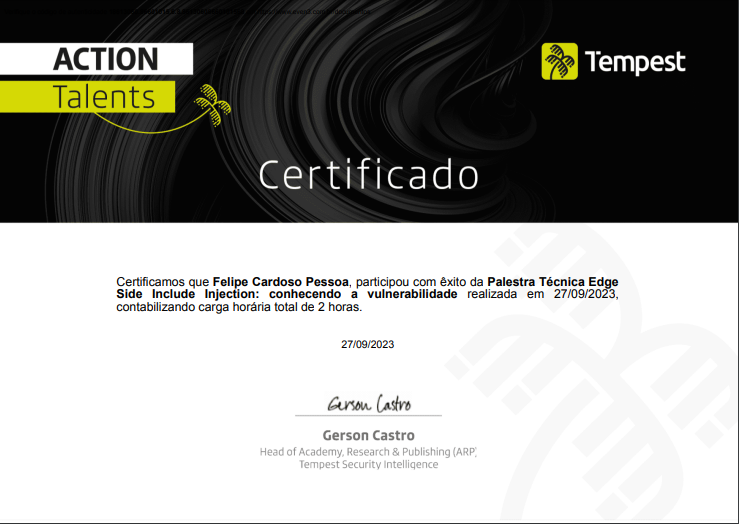 ACTION
Talents
Tempest
Certificado
Certificamos que Felipe Cardoso Pessoa, participou com êxito da Palestra Técnica Edge
Side Include Injection: conhecendo a vulnerabilidade realizada em 27/09/2023,
contabilizando carga horária total de 2 horas.
27/09/2023
Gerson Castro
Gerson Castro
Head of Academy, Research & Publishing (ARP)
Tempest Security Intelligence